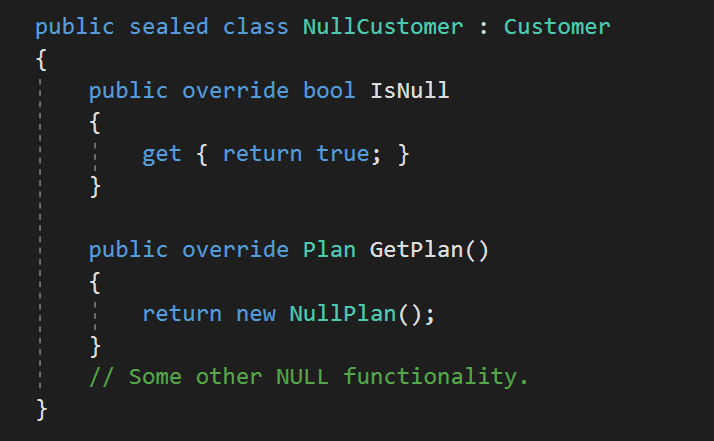 public sealed class NullCustomer : Customer
{
    public override bool IsNull
    {
        get { return true; }
    }

    public override Plan GetPlan()
    {
        return new NullPlan();
    }
    // Some other NULL functionality.
}